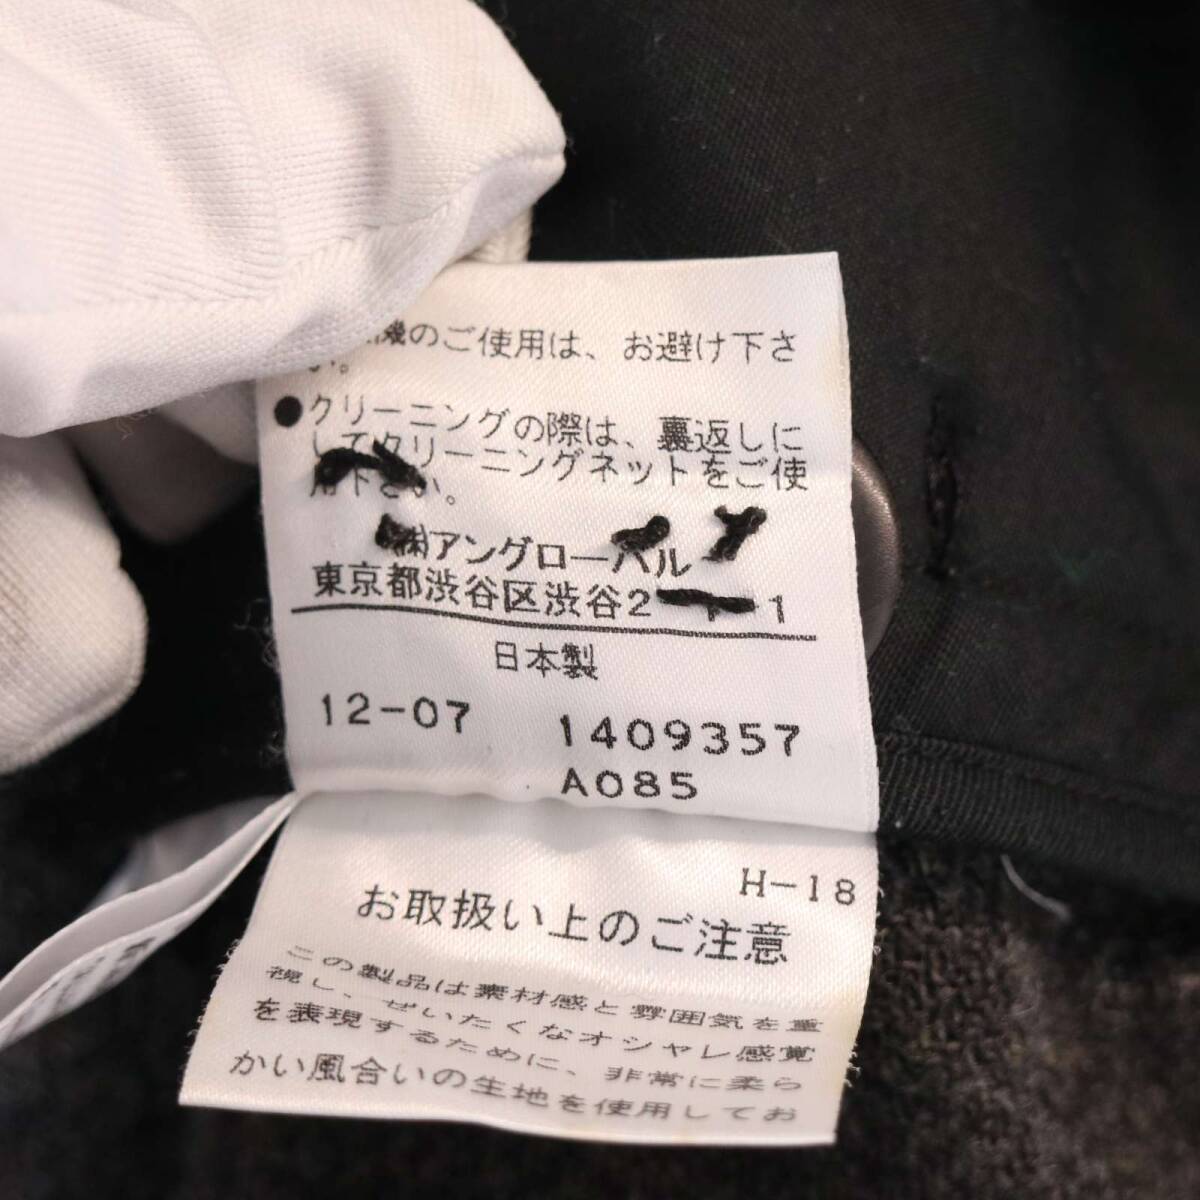 機のご使用は、お避け下さ
い。
●クリーニングの際は、裏返しに
してクリーニングネットをご使
用下さい。
㈱アングローバル
東京都渋谷区渋谷2 1
日本製
12-07 1409357
A085
H-18
お取扱い上のご注意
この製品は素材感と雰囲気を重
視し、ぜいたくなオシャレ感覚
を表現するために、非常に柔ら
かい風合いの生地を使用してお